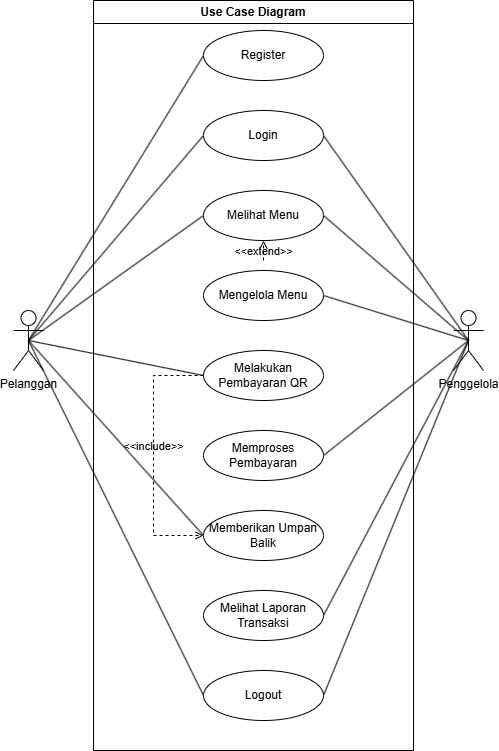 Use Case Diagram
Register
Login
Melihat Menu
<<extend>>
Mengelola Menu
Pelanggan
Penggelola
Melakukan
Pembayaran QR
<<include>>
Memproses
Pembayaran
Memberikan Umpan
Balik
Melihat Laporan
Transaksi
Logout